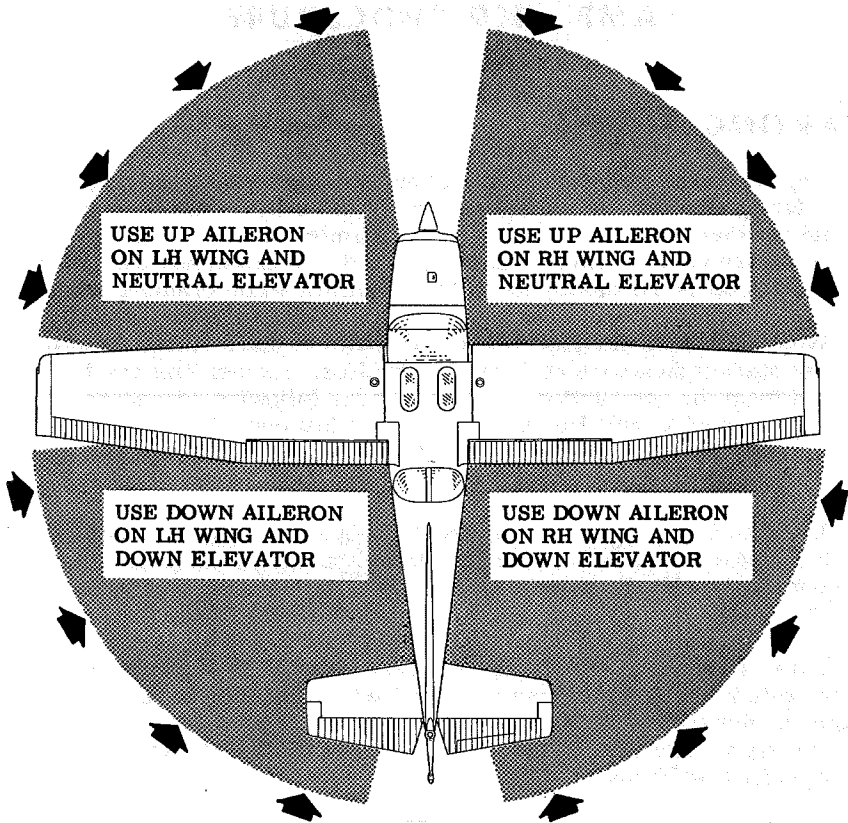 USE UP AILERON
ON LH WING AND
NEUTRAL ELEVATOR
USE UP AILERON
ON RH WING AND
NEUTRAL ELEVATOR
USE DOWN AILERON
ON LH WING AND
DOWN ELEVATOR
USE DOWN AILERON
ON RH WING AND
DOWN ELEVATOR